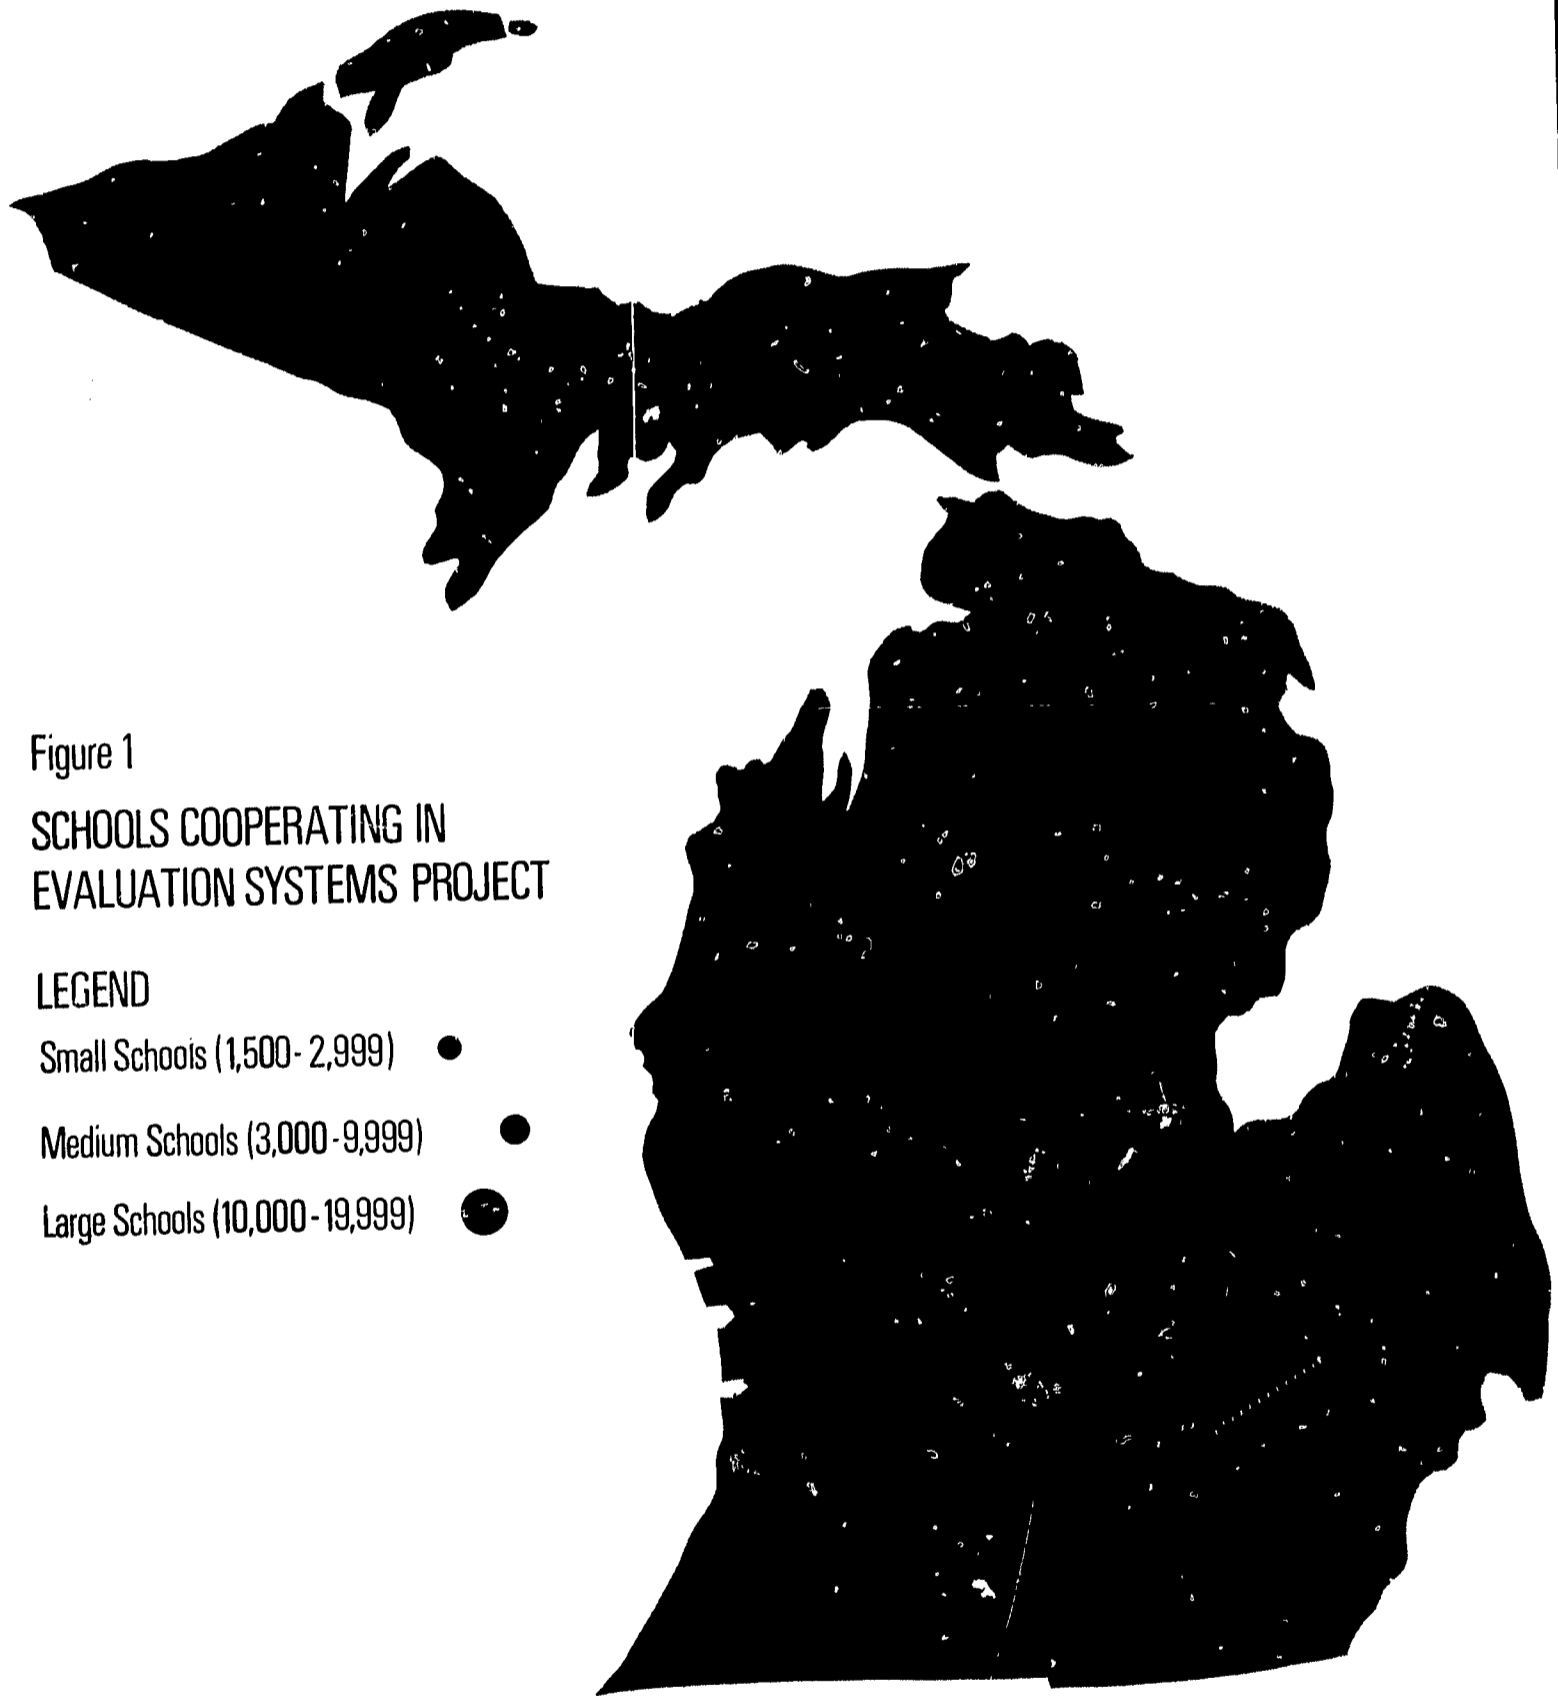 Figure 1
SCHOOLS COOPERATING IN
EVALUATION SYSTEMS PROJECT
LEGEND
Small Schools (1,500-2,999)
Medium Schools (3,000-9,999)
Large Schools (10,000-19,999)